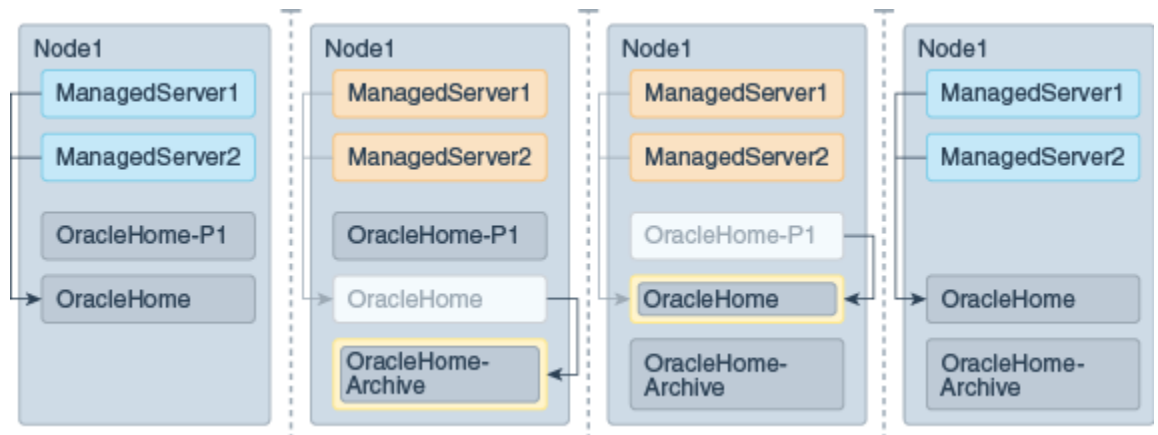 Node1
ManagedServer1
ManagedServer2
OracleHome-P1
OracleHome
Node1
ManagedServer1
ManagedServer2
OracleHome-P1
OracleHome
OracleHome-
Archive
Node1
ManagedServer1
ManagedServer2
OracleHome-P1
OracleHome
OracleHome-
Archive
Node1
ManagedServer1
ManagedServer2
OracleHome
OracleHome-
Archive